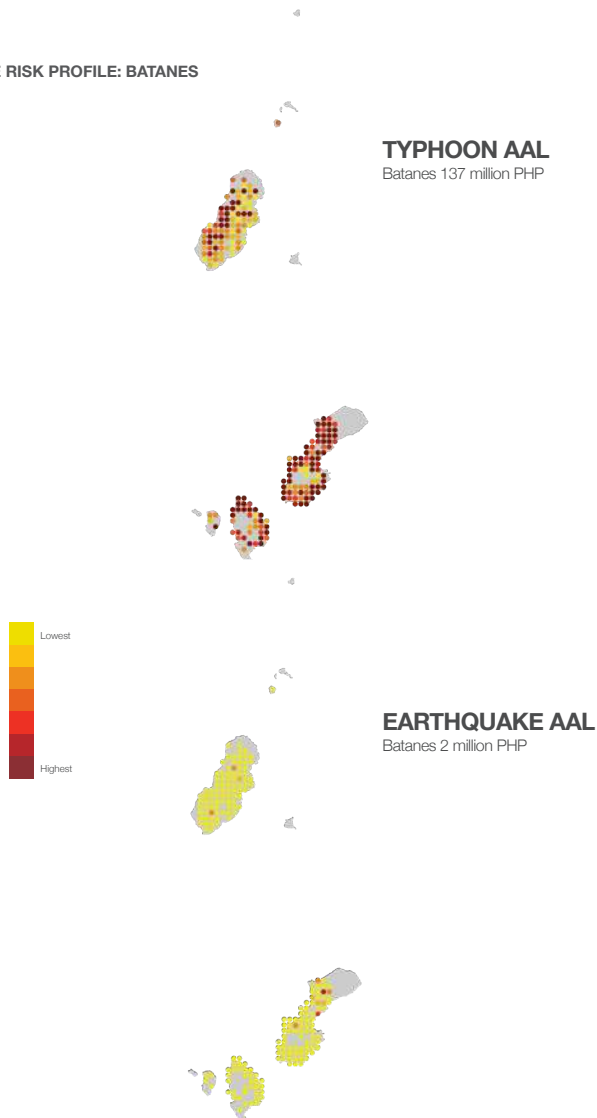 RISK PROFILE: BATANES
TYPHOON AAL
Batanes 137 million PHP
Lowest
Highest
EARTHQUAKE AAL
Batanes 2 million PHP